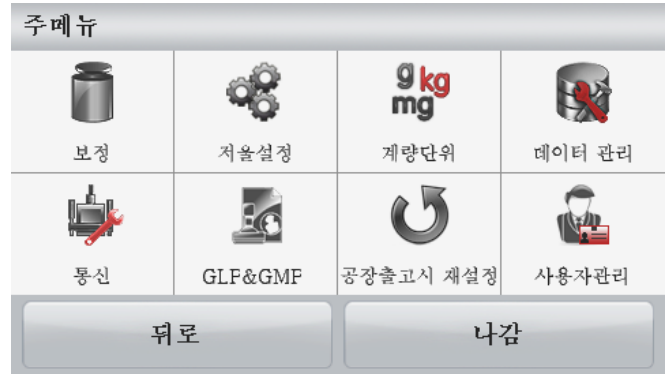 주메뉴
g kg
mg
보정 저울설정 계량단위 데이터 관리
통신 GLP&GMP 공장출고시 재설정 사용자관리
뒤로 나감